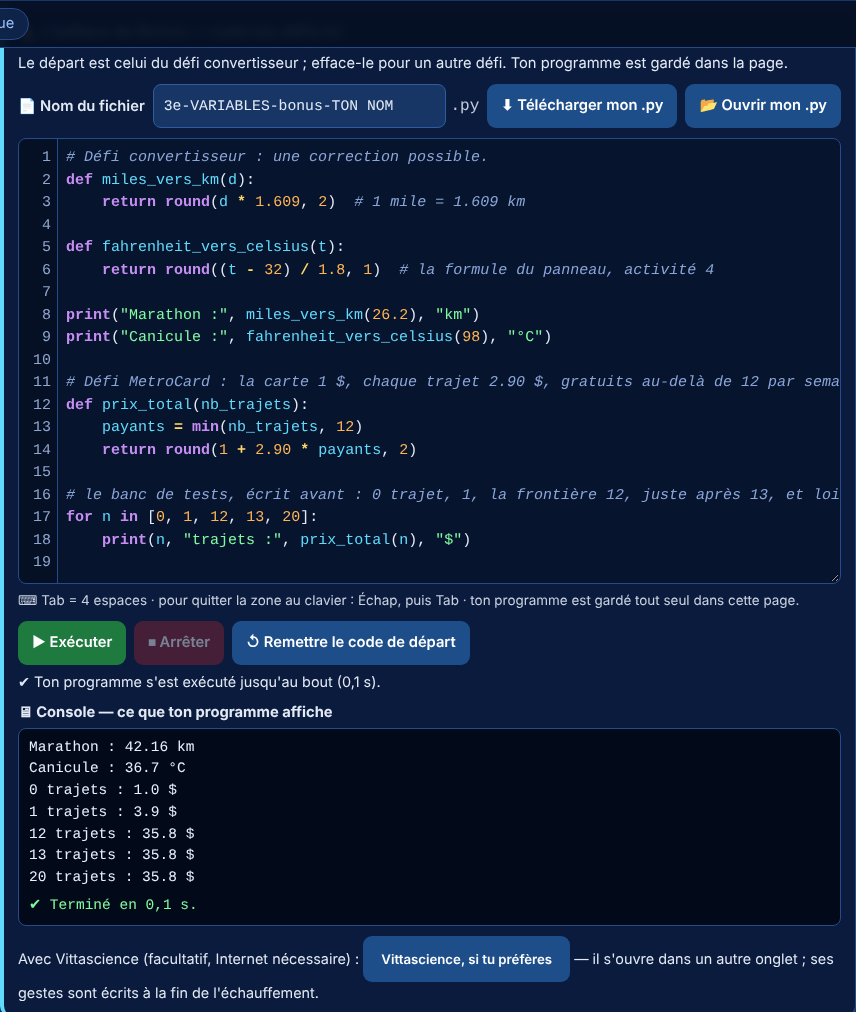 ue
Le départ est celui du défi convertisseur ; efface-le pour un autre défi. Ton programme est gardé dans la page.
📄 Nom du fichier 3e-VARIABLES-bonus-TON NOM .py ⬇ Télécharger mon .py 📂 Ouvrir mon .py
1 # Défi convertisseur : une correction possible.
2 def miles_vers_km(d):
3     return round(d * 1.609, 2)  # 1 mile = 1.609 km
4
5 def fahrenheit_vers_celsius(t):
6     return round((t - 32) / 1.8, 1)  # la formule du panneau, activité 4
7
8 print("Marathon :", miles_vers_km(26.2), "km")
9 print("Canicule :", fahrenheit_vers_celsius(98), "°C")
10
11 # Défi MetroCard : la carte 1 $, chaque trajet 2.90 $, gratuits au-delà de 12 par sema
12 def prix_total(nb_trajets):
13     payants = min(nb_trajets, 12)
14     return round(1 + 2.90 * payants, 2)
15
16 # le banc de tests, écrit avant : 0 trajet, 1, la frontière 12, juste après 13, et loi
17 for n in [0, 1, 12, 13, 20]:
18     print(n, "trajets :", prix_total(n), "$")
19
⌨ Tab = 4 espaces · pour quitter la zone au clavier : Échap, puis Tab · ton programme est gardé tout seul dans cette page.
▶ Exécuter ■ Arrêter ↺ Remettre le code de départ
✔ Ton programme s'est exécuté jusqu'au bout (0,1 s).
🖥 Console — ce que ton programme affiche
Marathon : 42.16 km
Canicule : 36.7 °C
0 trajets : 1.0 $
1 trajets : 3.9 $
12 trajets : 35.8 $
13 trajets : 35.8 $
20 trajets : 35.8 $
✔ Terminé en 0,1 s.
Avec Vittascience (facultatif, Internet nécessaire) : Vittascience, si tu préfères — il s'ouvre dans un autre onglet ; ses
gestes sont écrits à la fin de l'échauffement.